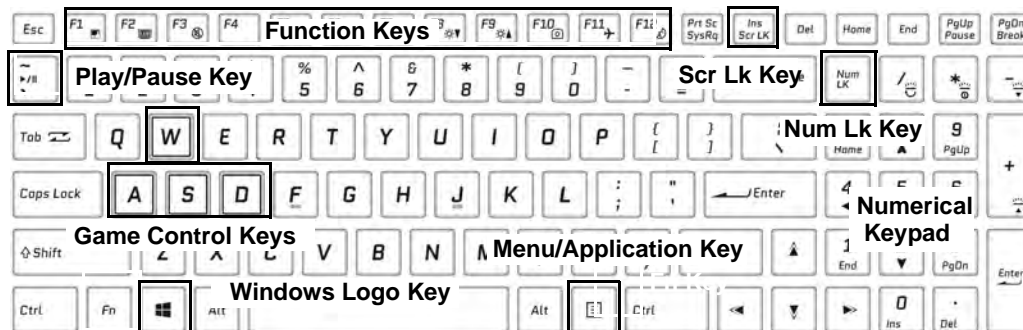 Esc F1 F2 F3 F4 Function Keys F9 F10 F11 F12 Prt Sc SysRq Ins Scr LK Del Home End PgUp Pause PgDn Break
~ ` Play/Pause Key % 5 ^ 6 & 7 * 8 ( 9 ) 0 _ - = Scr Lk Key Num LK / * -
Tab Q W E R T Y U I O P { [ } ] \ Num Lk Key Home 9 PgUp +
Caps Lock A S D F G H J K L : ; " ' Enter 4 5 6 Numerical Keypad
Shift Game Control Keys Z X C V B N M Menu/Application Key 1 End PgDn Enter
Ctrl Fn Alt Windows Logo Key Alt Ctrl 0 Ins . Del